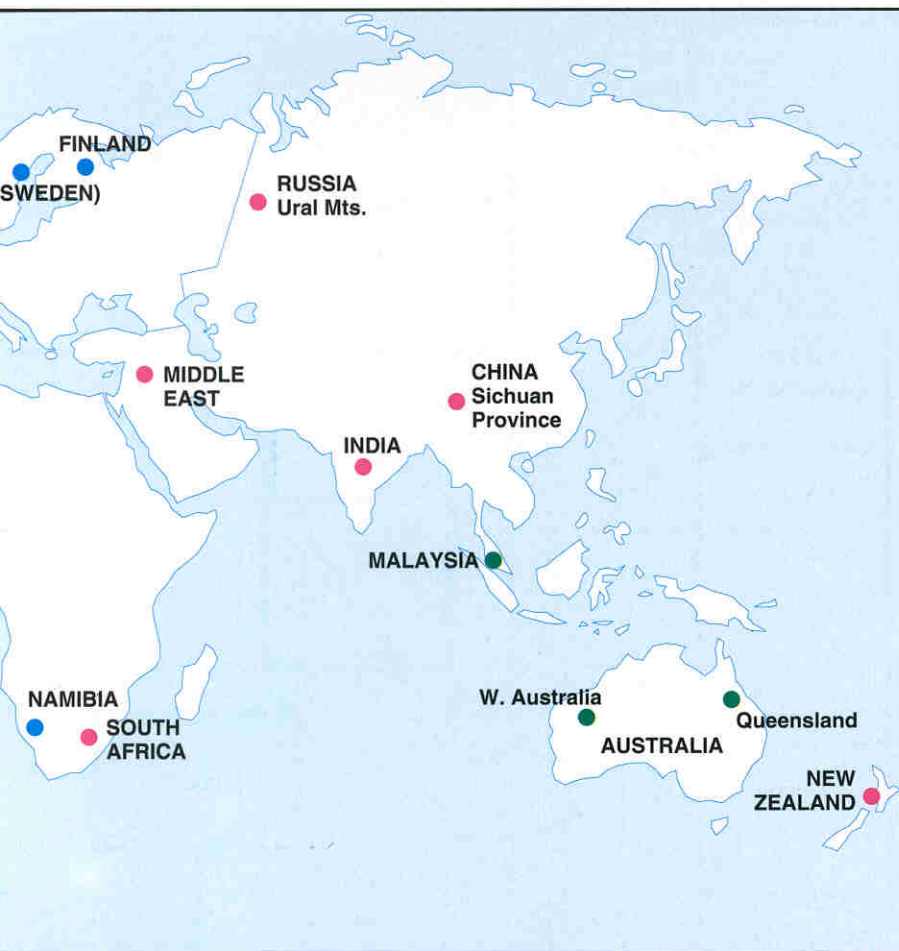 FINLAND
SWEDEN)
RUSSIA
Ural Mts.
MIDDLE
EAST
CHINA
Sichuan
Province
INDIA
MALAYSIA
NAMIBIA
SOUTH
AFRICA
W. Australia
Queensland
AUSTRALIA
NEW
ZEALAND